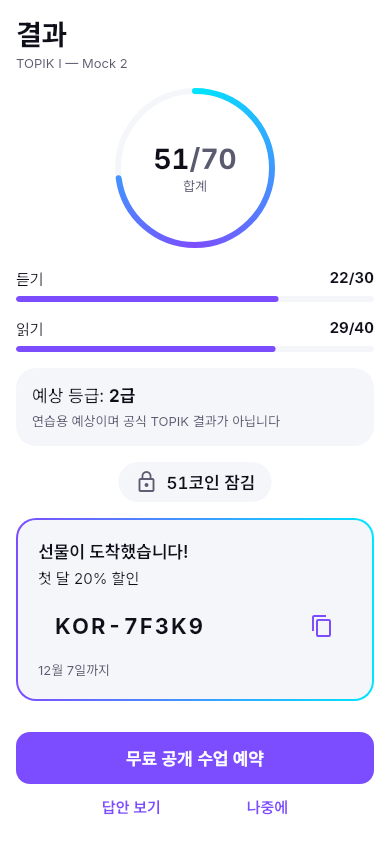 결과
TOPIK I — Mock 2
51/70
합계
듣기 22/30
읽기 29/40
예상 등급: 2급
연습용 예상이며 공식 TOPIK 결과가 아닙니다
51코인 잠김
선물이 도착했습니다!
첫 달 20% 할인
KOR-7F3K9
12월 7일까지
무료 공개 수업 예약
답안 보기 나중에